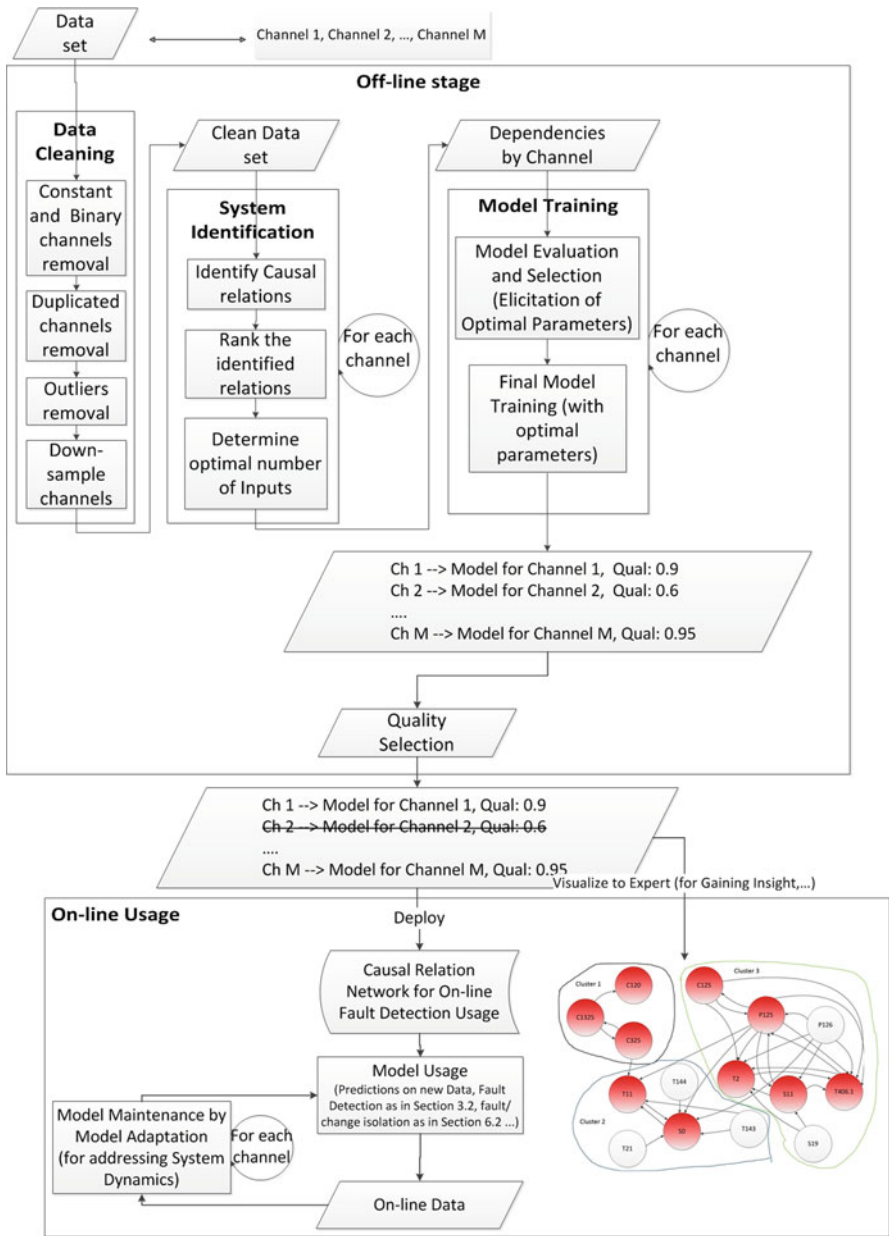 Data
set
Channel 1, Channel 2, ..., Channel M
Off-line stage
Data
Cleaning
Constant
and Binary
channels
removal
Duplicated
channels
removal
Outliers
removal
Down-
sample
channels
Clean Data
set
System
Identification
Identify Causal
relations
Rank the
identified
relations
Determine
optimal number
of Inputs
For each
channel
Dependencies
by Channel
Model Training
Model Evaluation
and Selection
(Elicitation of
Optimal Parameters)
Final Model
Training (with
optimal
parameters)
For each
channel
Ch 1 --> Model for Channel 1, Qual: 0.9
Ch 2 --> Model for Channel 2, Qual: 0.6
....
Ch M --> Model for Channel M, Qual: 0.95
Quality
Selection
Ch 1 --> Model for Channel 1, Qual: 0.9
Ch 2 --> Model for Channel 2, Qual: 0.6
....
Ch M --> Model for Channel M, Qual: 0.95
Visualize to Expert (for Gaining Insight,...)
On-line Usage
Deploy
Causal Relation
Network for On-line
Fault Detection Usage
Model Usage
(Predictions on new Data, Fault
Detection as in Section 3.2, fault/
change isolation as in Section 6.2 ...)
Model Maintenance by
Model Adaptation
(for addressing System
Dynamics)
For each
channel
On-line Data
Cluster 1
C120
C1325
C325
Cluster 3
C125
P125
P126
T2
S11
T406.1
S19
T11
T144
Cluster 2
S0
T143
T21